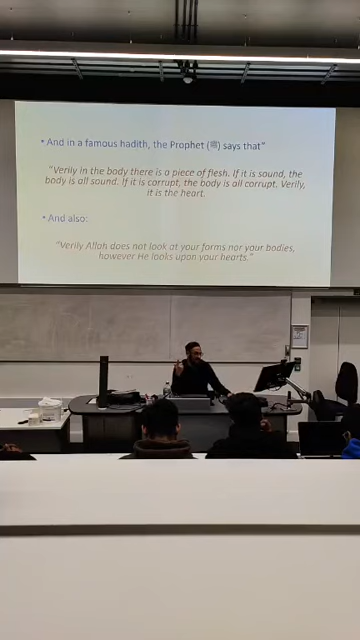 • And in a famous hadith, the Prophet (ﷺ) says that"
"Verily in the body there is a piece of flesh. If it is sound, the
body is all sound. If it is corrupt, the body is all corrupt. Verily,
it is the heart.
• And also:
"Verily Allah does not look at your forms nor your bodies,
however He looks upon your hearts."